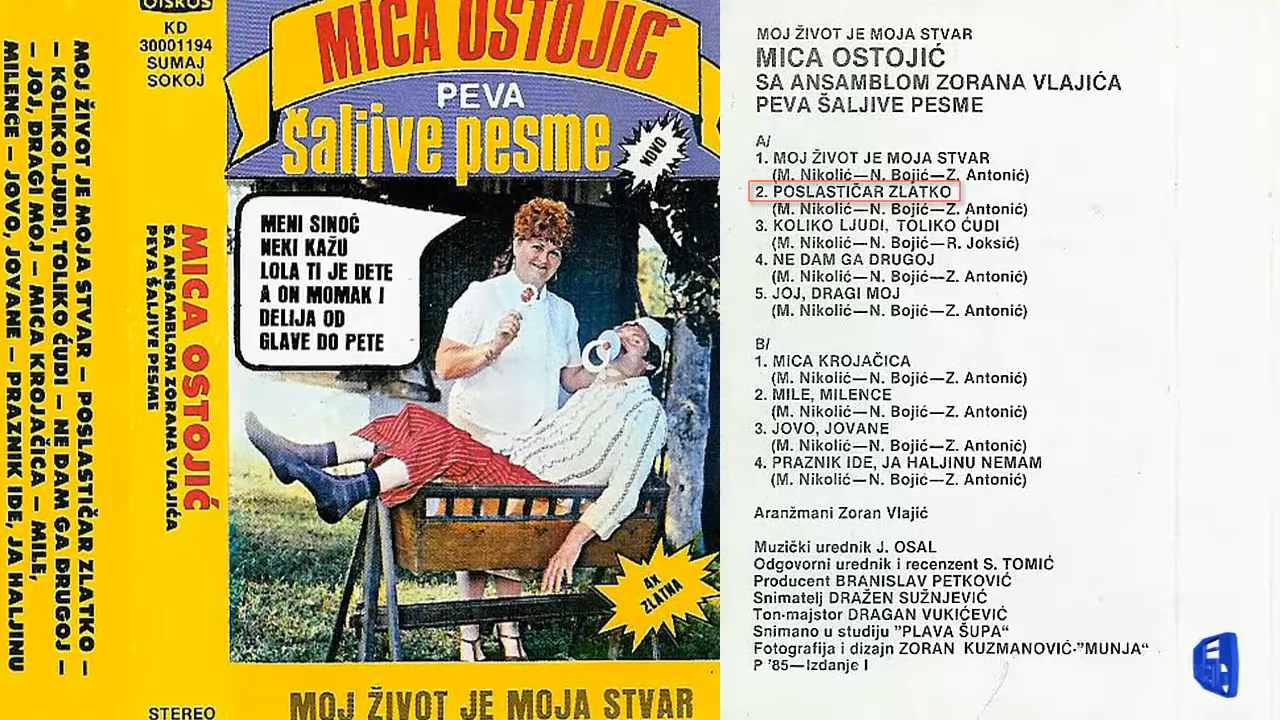 DISKOS
KD
30001194
SUMAJ
SOKOJ
MOJ ŽIVOT JE MOJA STVAR – POSLASTIČAR ZLATKO –
– KOLIKO LJUDI, TOLIKO ĆUDI – NE DAM GA DRUGOJ –
– JOJ, DRAGI MOJ – MICA KROJAČICA – MILE,
MILENCE – JOVO, JOVANE – PRAZNIK IDE, JA HALJINU
MICA OSTOJIĆ
SA ANSAMBLOM ZORANA VLAJIĆA
PEVA ŠALJIVE PESME
STEREO
MICA OSTOJIĆ
PEVA
šaljive pesme
NOVO
MENI SINOĆ
NEKI KAŽU
LOLA TI JE DETE
A ON MOMAK I
DELIJA OD
GLAVE DO PETE
4X
ZLATNA
MOJ ŽIVOT JE MOJA STVAR
MOJ ŽIVOT JE MOJA STVAR
MICA OSTOJIĆ
SA ANSAMBLOM ZORANA VLAJIĆA
PEVA ŠALJIVE PESME
A/
1. MOJ ŽIVOT JE MOJA STVAR
(M. Nikolić—N. Bojić—Z. Antonić)
2. POSLASTIČAR ZLATKO
(M. Nikolić—N. Bojić—Z. Antonić)
3. KOLIKO LJUDI, TOLIKO ĆUDI
(M. Nikolić—N. Bojić—R. Joksić)
4. NE DAM GA DRUGOJ
(M. Nikolić—N. Bojić—Z. Antonić)
5. JOJ, DRAGI MOJ
(M. Nikolić—N. Bojić—Z. Antonić)
B/
1. MICA KROJAČICA
(M. Nikolić—N. Bojić—Z. Antonić)
2. MILE, MILENCE
(M. Nikolić—N. Bojić—Z. Antonić)
3. JOVO, JOVANE
(M. Nikolić—N. Bojić—Z. Antonić)
4. PRAZNIK IDE, JA HALJINU NEMAM
(M. Nikolić—N. Bojić—Z. Antonić)
Aranžmani Zoran Vlajić
Muzički urednik J. OSAL
Odgovorni urednik i recenzent S. TOMIĆ
Producent BRANISLAV PETKOVIĆ
Snimatelj DRAŽEN SUŽNJEVIĆ
Ton-majstor DRAGAN VUKIĆEVIĆ
Snimano u studiju ”PLAVA ŠUPA“
Fotografija i dizajn ZORAN KUZMANOVIĆ-”MUNJA“
P '85—Izdanje I